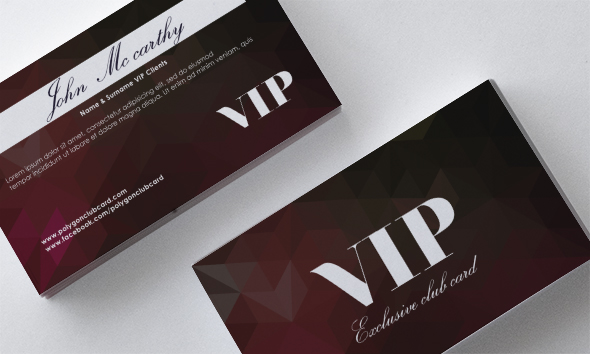 John Mc carthy
Name & Surname VIP Clients
Lorem ipsum dolor sit amet, consectetur adipisicing elit, sed do eiusmod
tempor incididunt ut labore et dolore magna aliqua. Ut enim ad minim veniam, quis
VIP
www.polygonclubcard.com
www.facebook.com/polygonclubcard
VIP
Exclusive club card